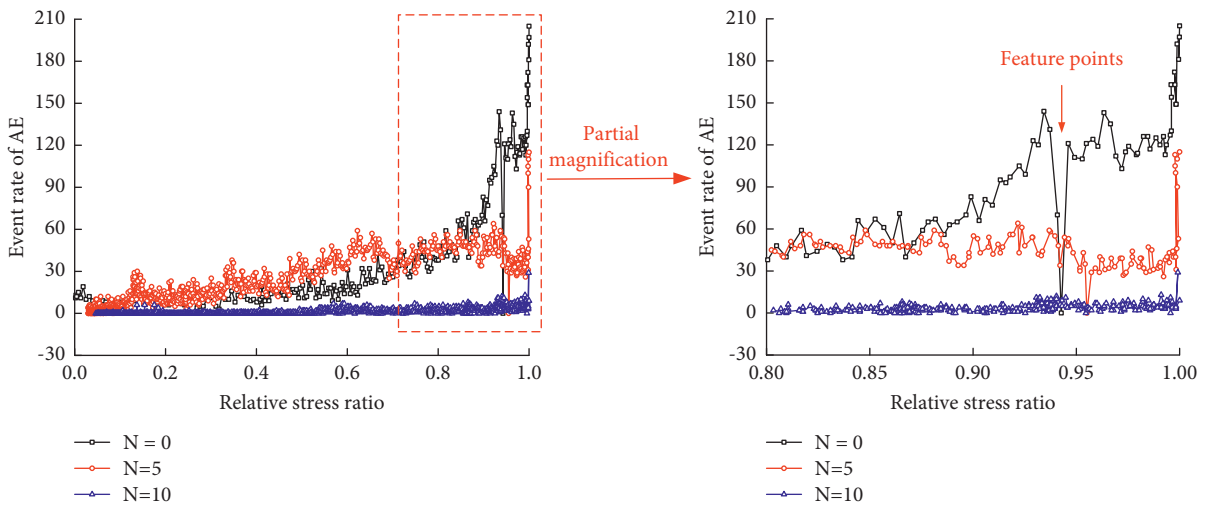 210
180
150
120
90
60
30
0
-30
Event rate of AE
0.0
0.2
0.4
0.6
0.8
1.0
Relative stress ratio
N = 0
N=5
N=10
Partial
magnification
210
180
150
120
90
60
30
0
-30
Event rate of AE
Feature points
0.80
0.85
0.90
0.95
1.00
Relative stress ratio
N = 0
N=5
N=10